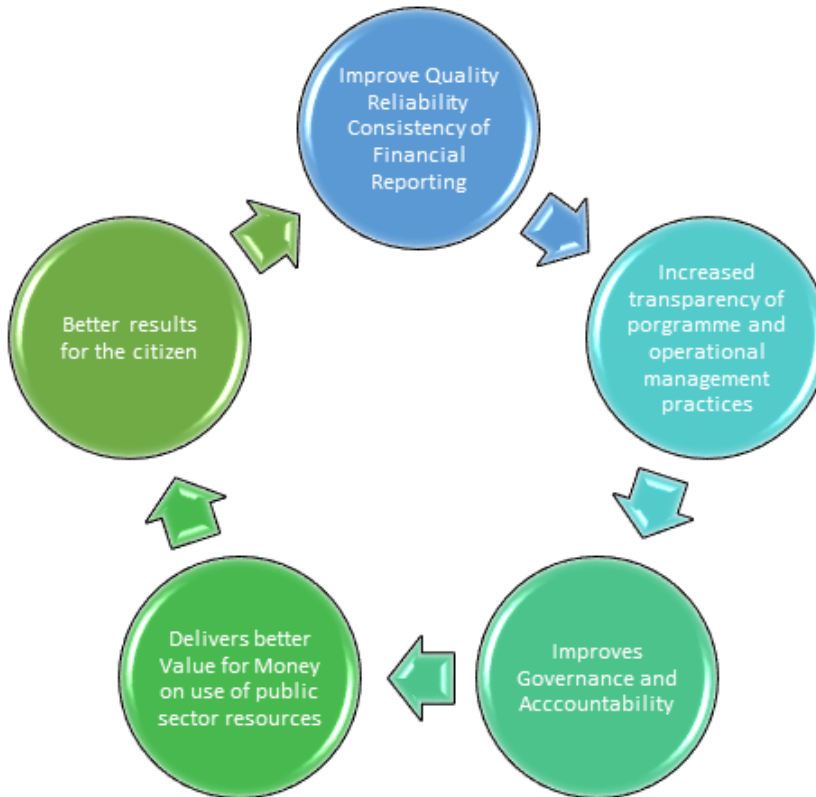 Improve Quality
Reliability
Consistency of
Financial
Reporting
Increased
transparency of
porgramme and
operational
management
practices
Improves
Governance and
Acccountability
Delivers better
Value for Money
on use of public
sector resources
Better results
for the citizen